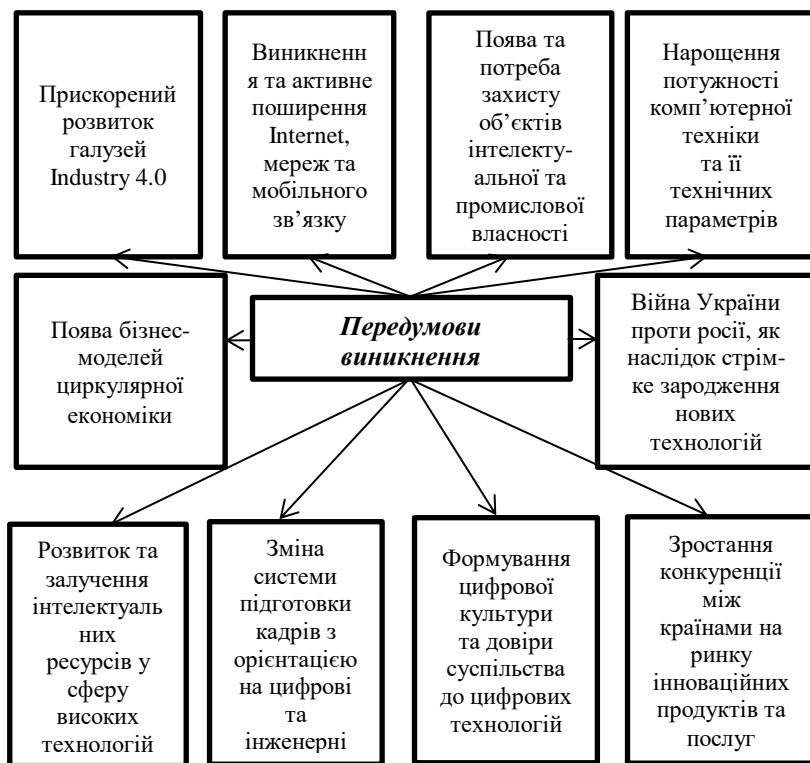 Прискорений
розвиток
галузей
Industry 4.0
Виникненн
я та активне
поширення
Internet,
мереж та
мобільного
зв’язку
Поява та
потреба
захисту
об’єктів
інтелекту-
альної та
промислової
власності
Нарощення
потужності
комп’ютерної
техніки
та її
технічних
параметрів
Поява бізнес-
моделей
циркулярної
економіки
Передумови
виникнення
Війна України
проти росії, як
наслідок стрім-
ке зародження
нових
технологій
Розвиток та
залучення
інтелектуаль
них
ресурсів у
сферу
високих
технологій
Зміна
системи
підготовки
кадрів з
орієнтацією
на цифрові
та
інженерні
Формування
цифрової
культури
та довіри
суспільства
до цифрових
технологій
Зростання
конкуренції
між
країнами на
ринку
інноваційних
продуктів та
послуг